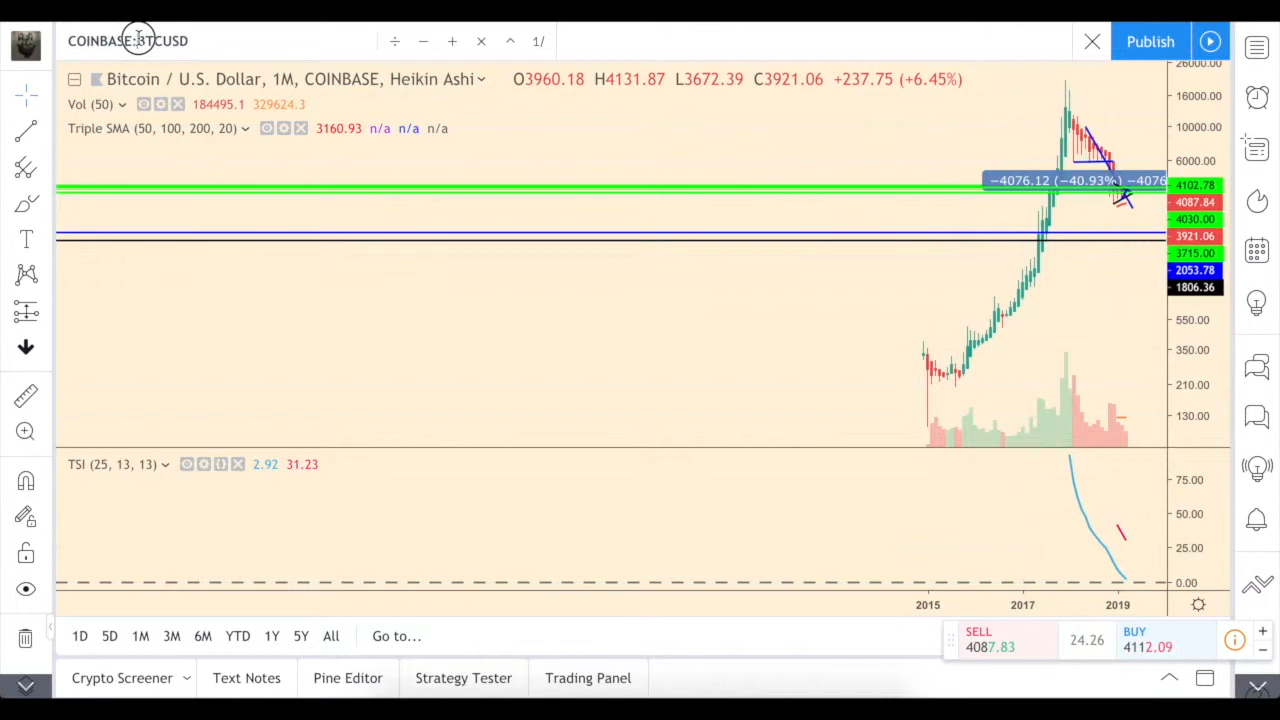 COINBASE:BTCUSD
÷ − + × ^ 1/
Publish
Bitcoin / U.S. Dollar, 1M, COINBASE, Heikin Ashi
O3960.18 H4131.87 L3672.39 C3921.06 +237.75 (+6.45%)
Vol (50) 184495.1 329624.3
Triple SMA (50, 100, 200, 20) 3160.93 n/a n/a n/a
−4076.12 (−40.93%) −4076
26000.00
16000.00
10000.00
6000.00
4102.78
4087.84
4030.00
3921.06
3715.00
2053.78
1806.36
550.00
350.00
210.00
130.00
TSI (25, 13, 13) 2.92 31.23
75.00
50.00
25.00
0.00
2015 2017 2019
1D 5D 1M 3M 6M YTD 1Y 5Y All Go to...
SELL
4087.83
24.26
BUY
4112.09
Crypto Screener Text Notes Pine Editor Strategy Tester Trading Panel